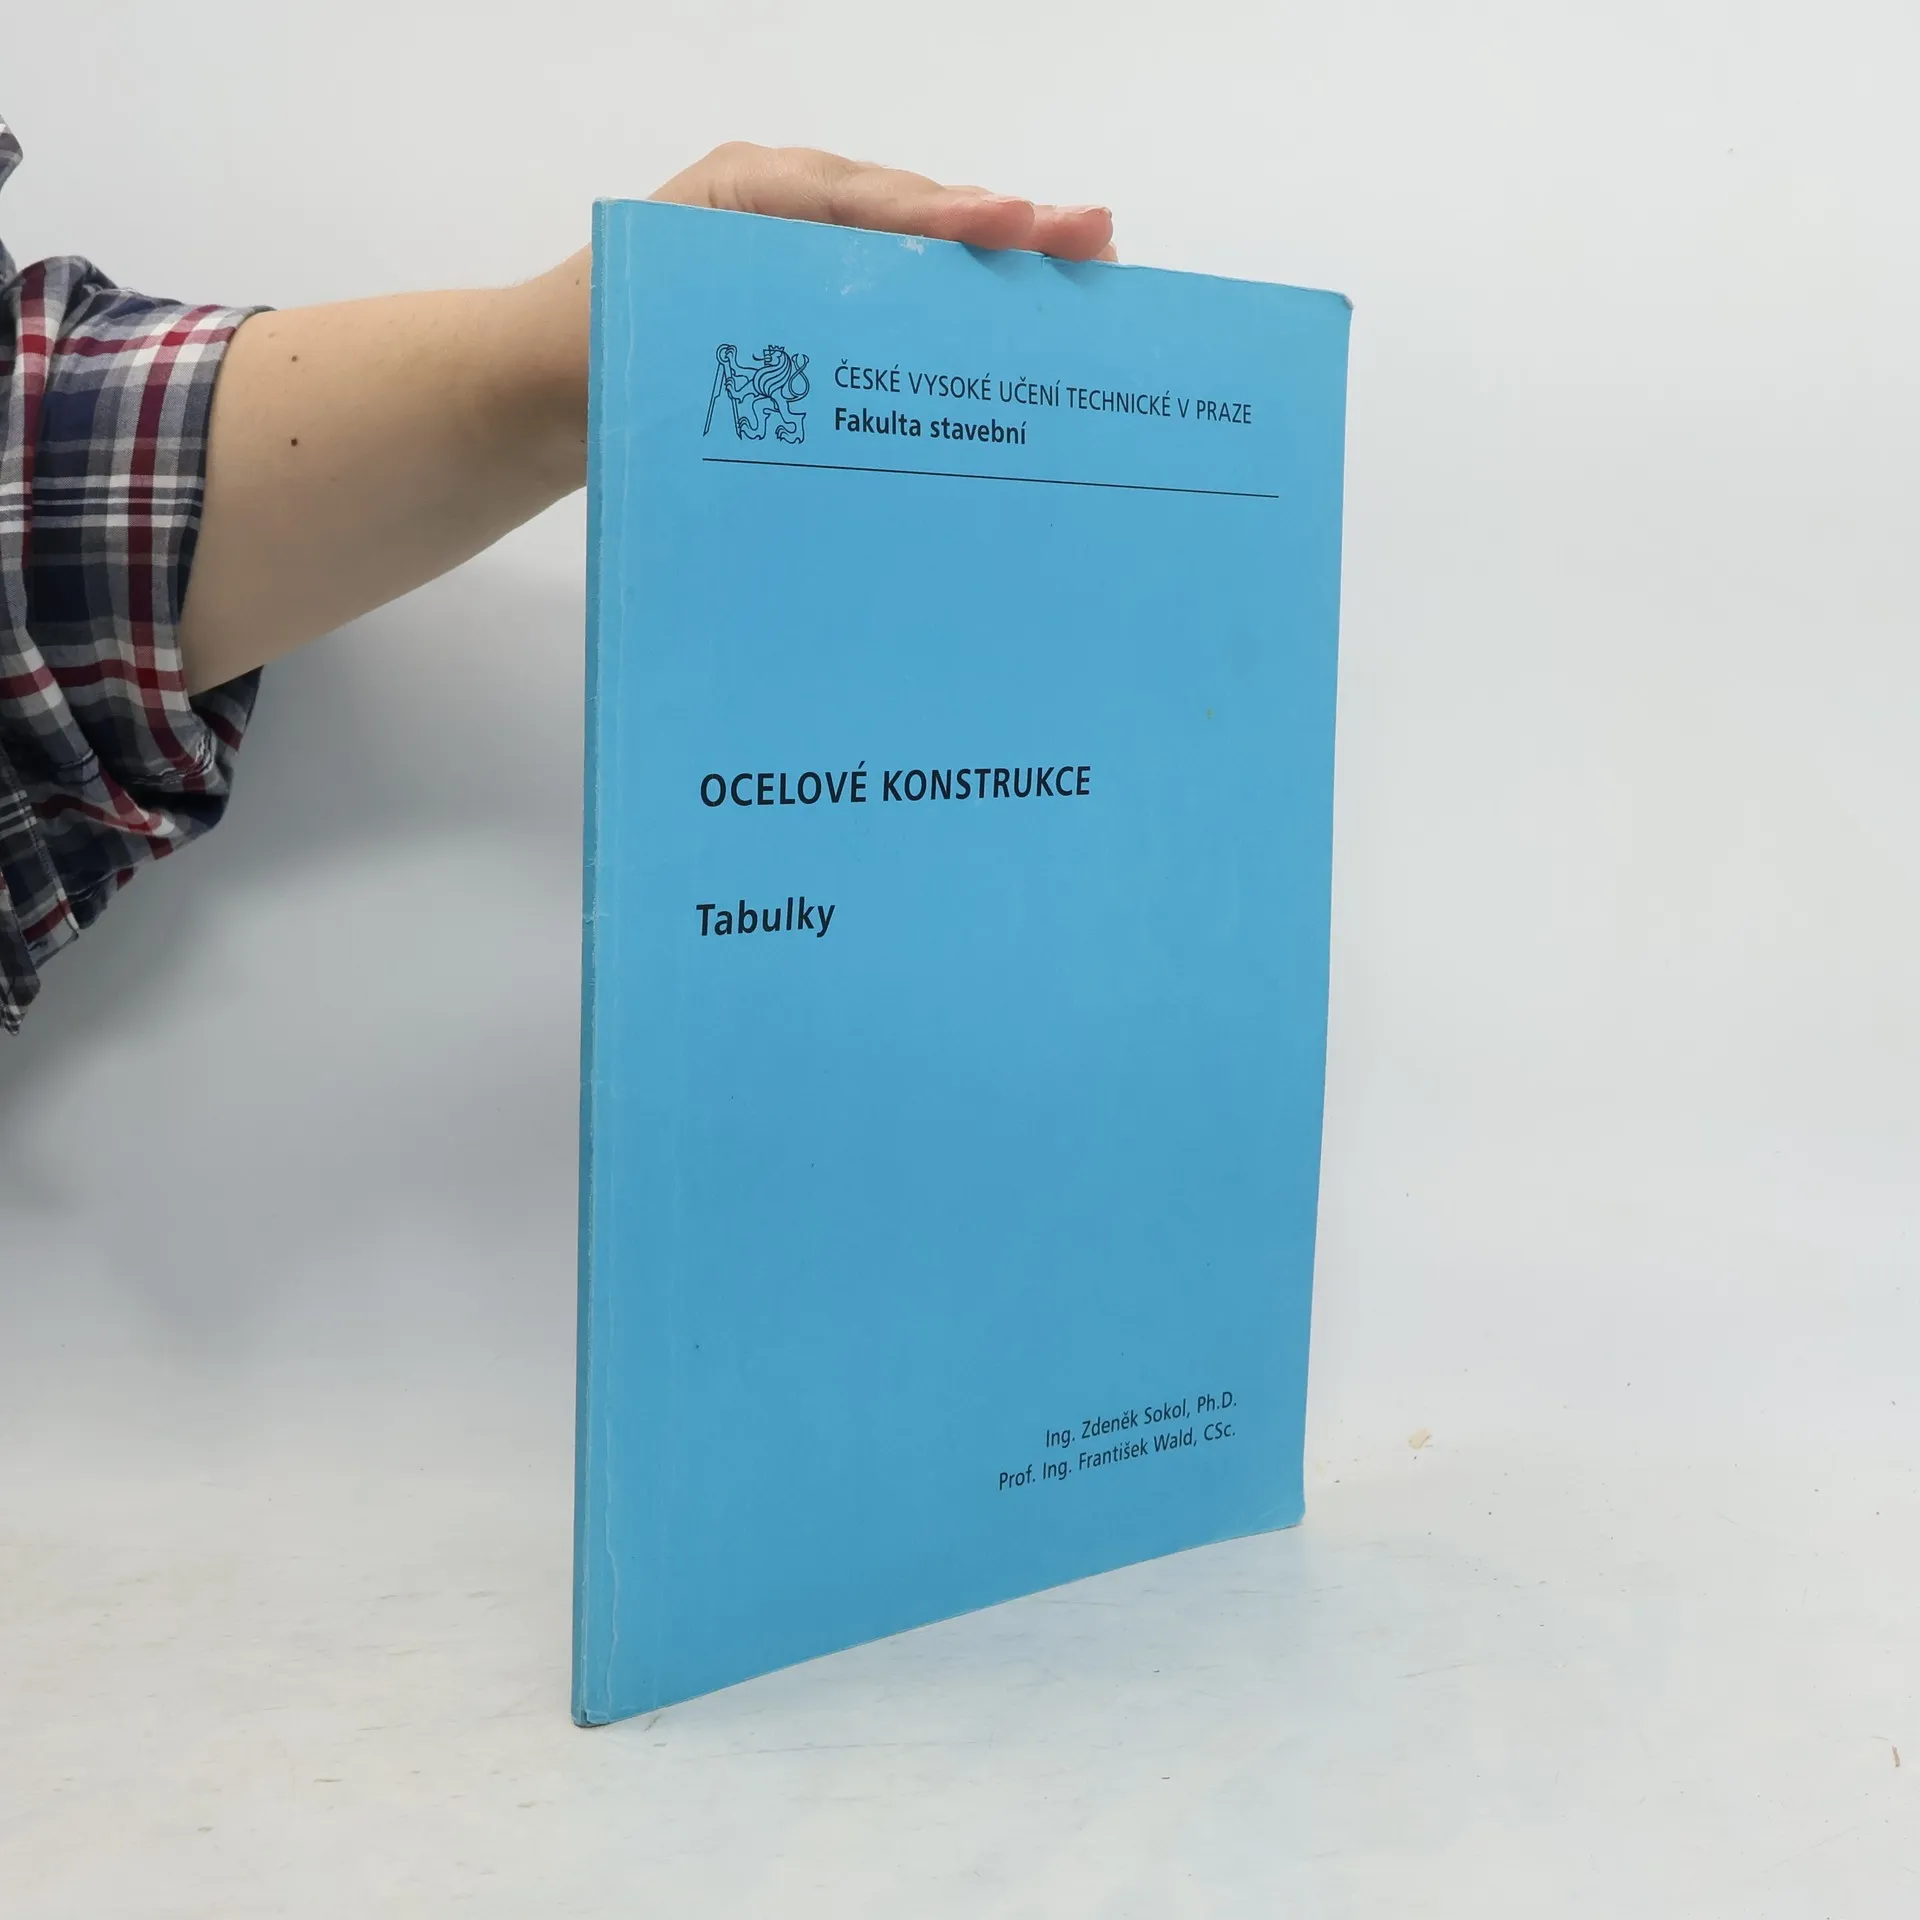 ČESKÉ VYSOKÉ UČENÍ TECHNICKÉ V PRAZE
Fakulta stavební
OCELOVÉ KONSTRUKCE
Tabulky
Ing. Zdeněk Sokol, Ph.D.
Prof. Ing. František Wald, CSc.